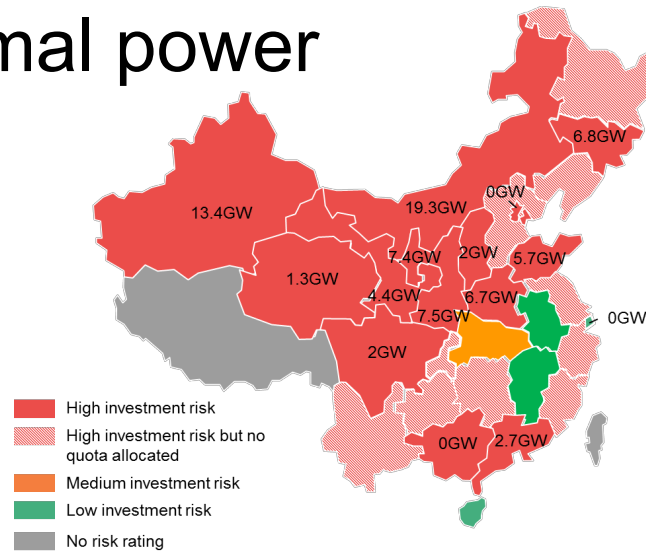 mal power
6.8GW
0GW
13.4GW
19.3GW
7.4GW
2GW
5.7GW
1.3GW
4.4GW
6.7GW
7.5GW
0GW
2GW
0GW
2.7GW
High investment risk
High investment risk but no
quota allocated
Medium investment risk
Low investment risk
No risk rating